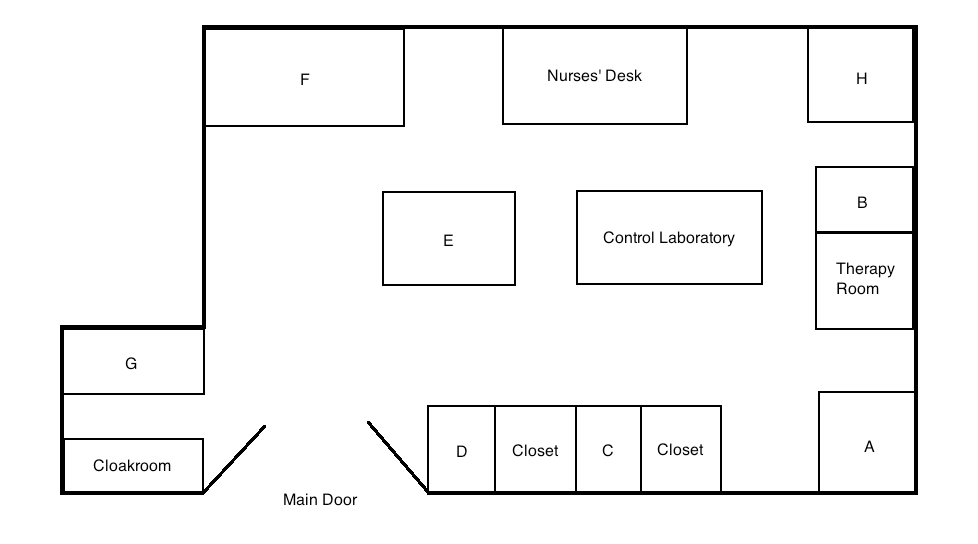 F
Nurses' Desk
H
E
Control Laboratory
B
Therapy
Room
G
Cloakroom
D
Closet
C
Closet
A
Main Door